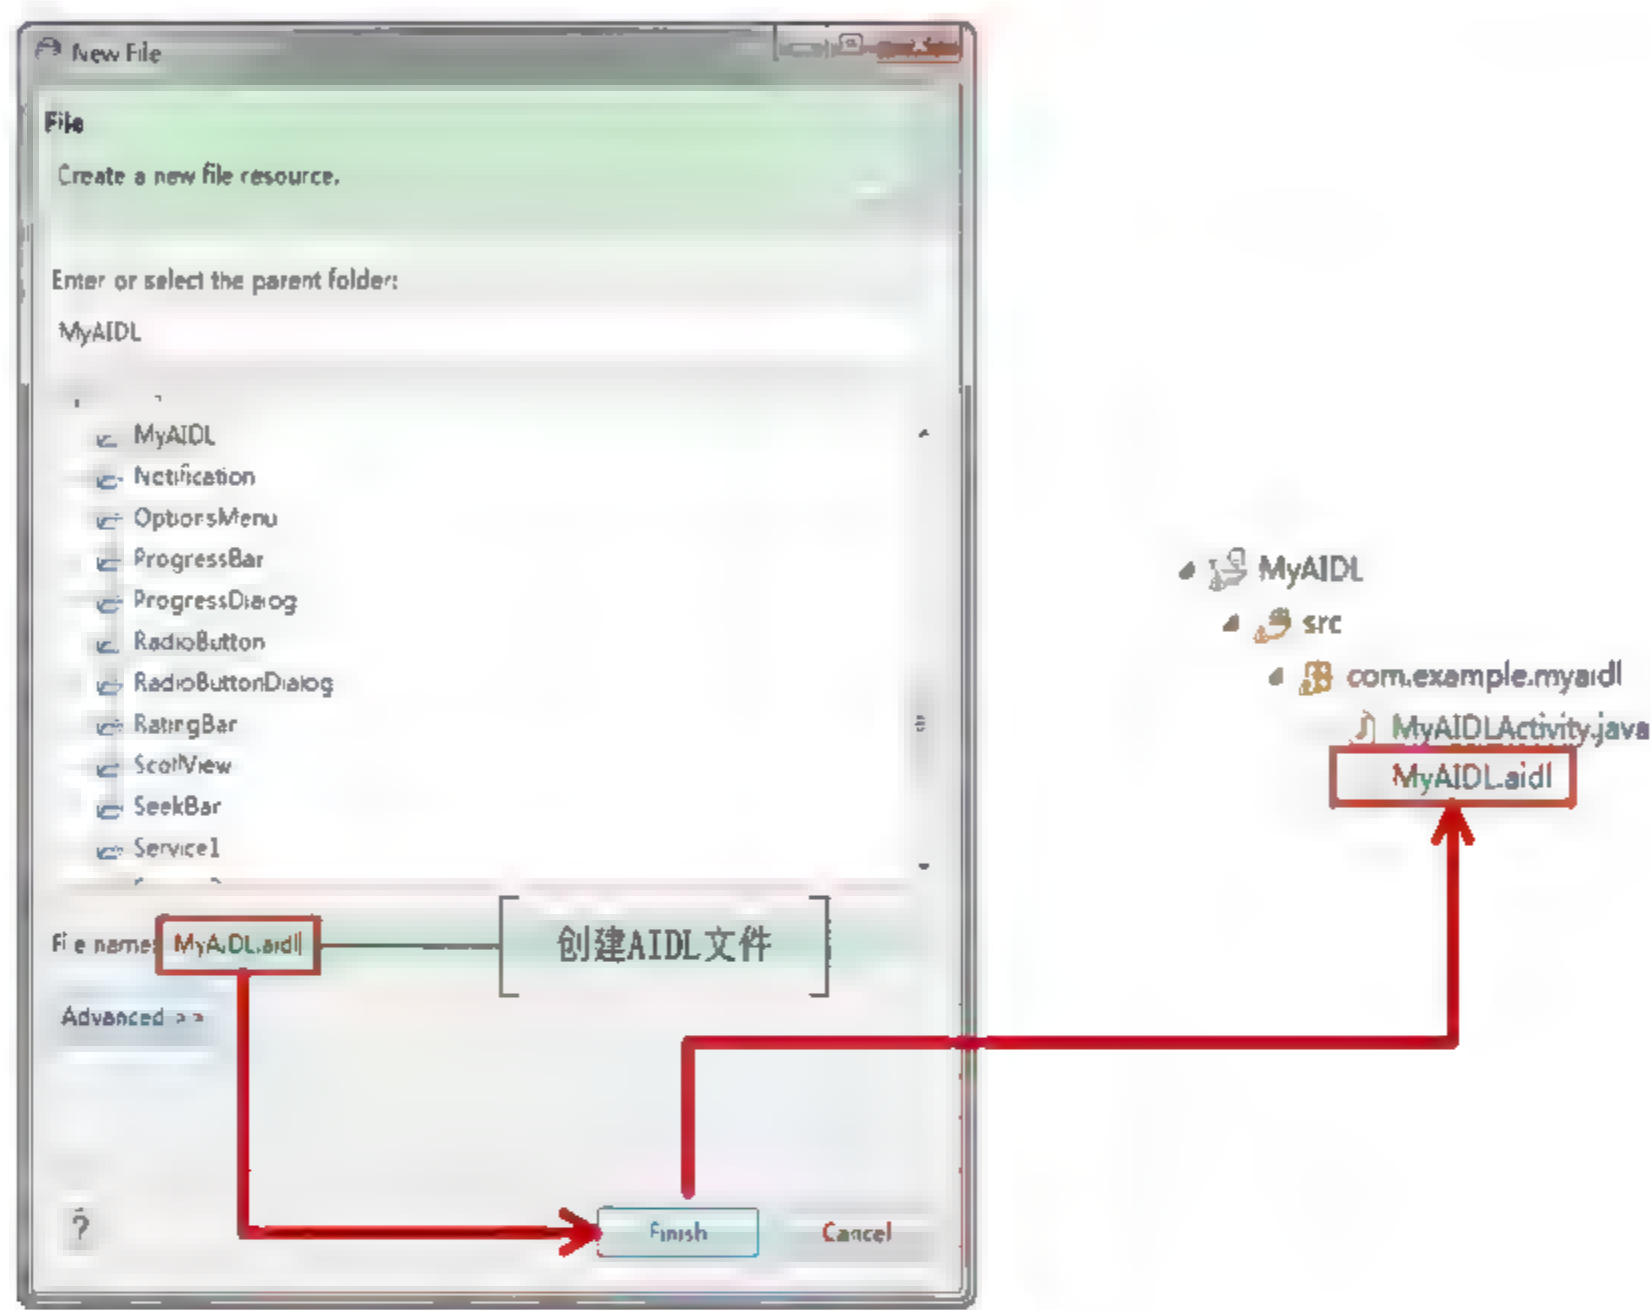 New File
File
Create a new file resource.
Enter or select the parent folder:
MyAIDL
MyAIDL
Notification
OptionsMenu
ProgressBar
ProgressDialog
RadioButton
RadioButtonDialog
RatingBar
ScollView
SeekBar
Service1
File name: MyAIDL.aidl
创建AIDL文件
Advanced >>
?
Finish
Cancel
MyAIDL
src
com.example.myaidl
MyAIDLActivity.java
MyAIDL.aidl